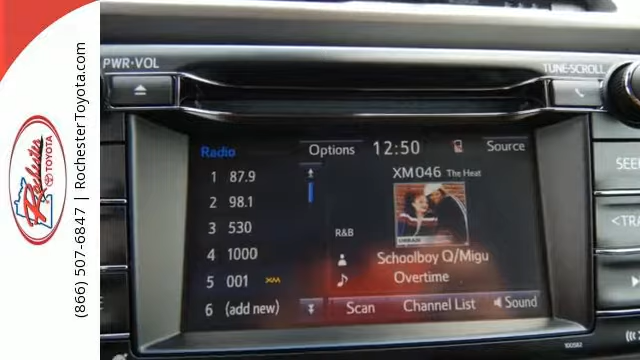 (866) 507-6847 | RochesterToyota.com
Rochester
TOYOTA
PWR•VOL
TUNE•SCROLL
Radio
Options
12:50
Source
1 87.9
2 98.1
3 530
4 1000
5 001 XM
6 (add new)
XM046 The Heat
R&B
Schoolboy Q/Migu
Overtime
Scan
Channel List
Sound
SEE
<TRA